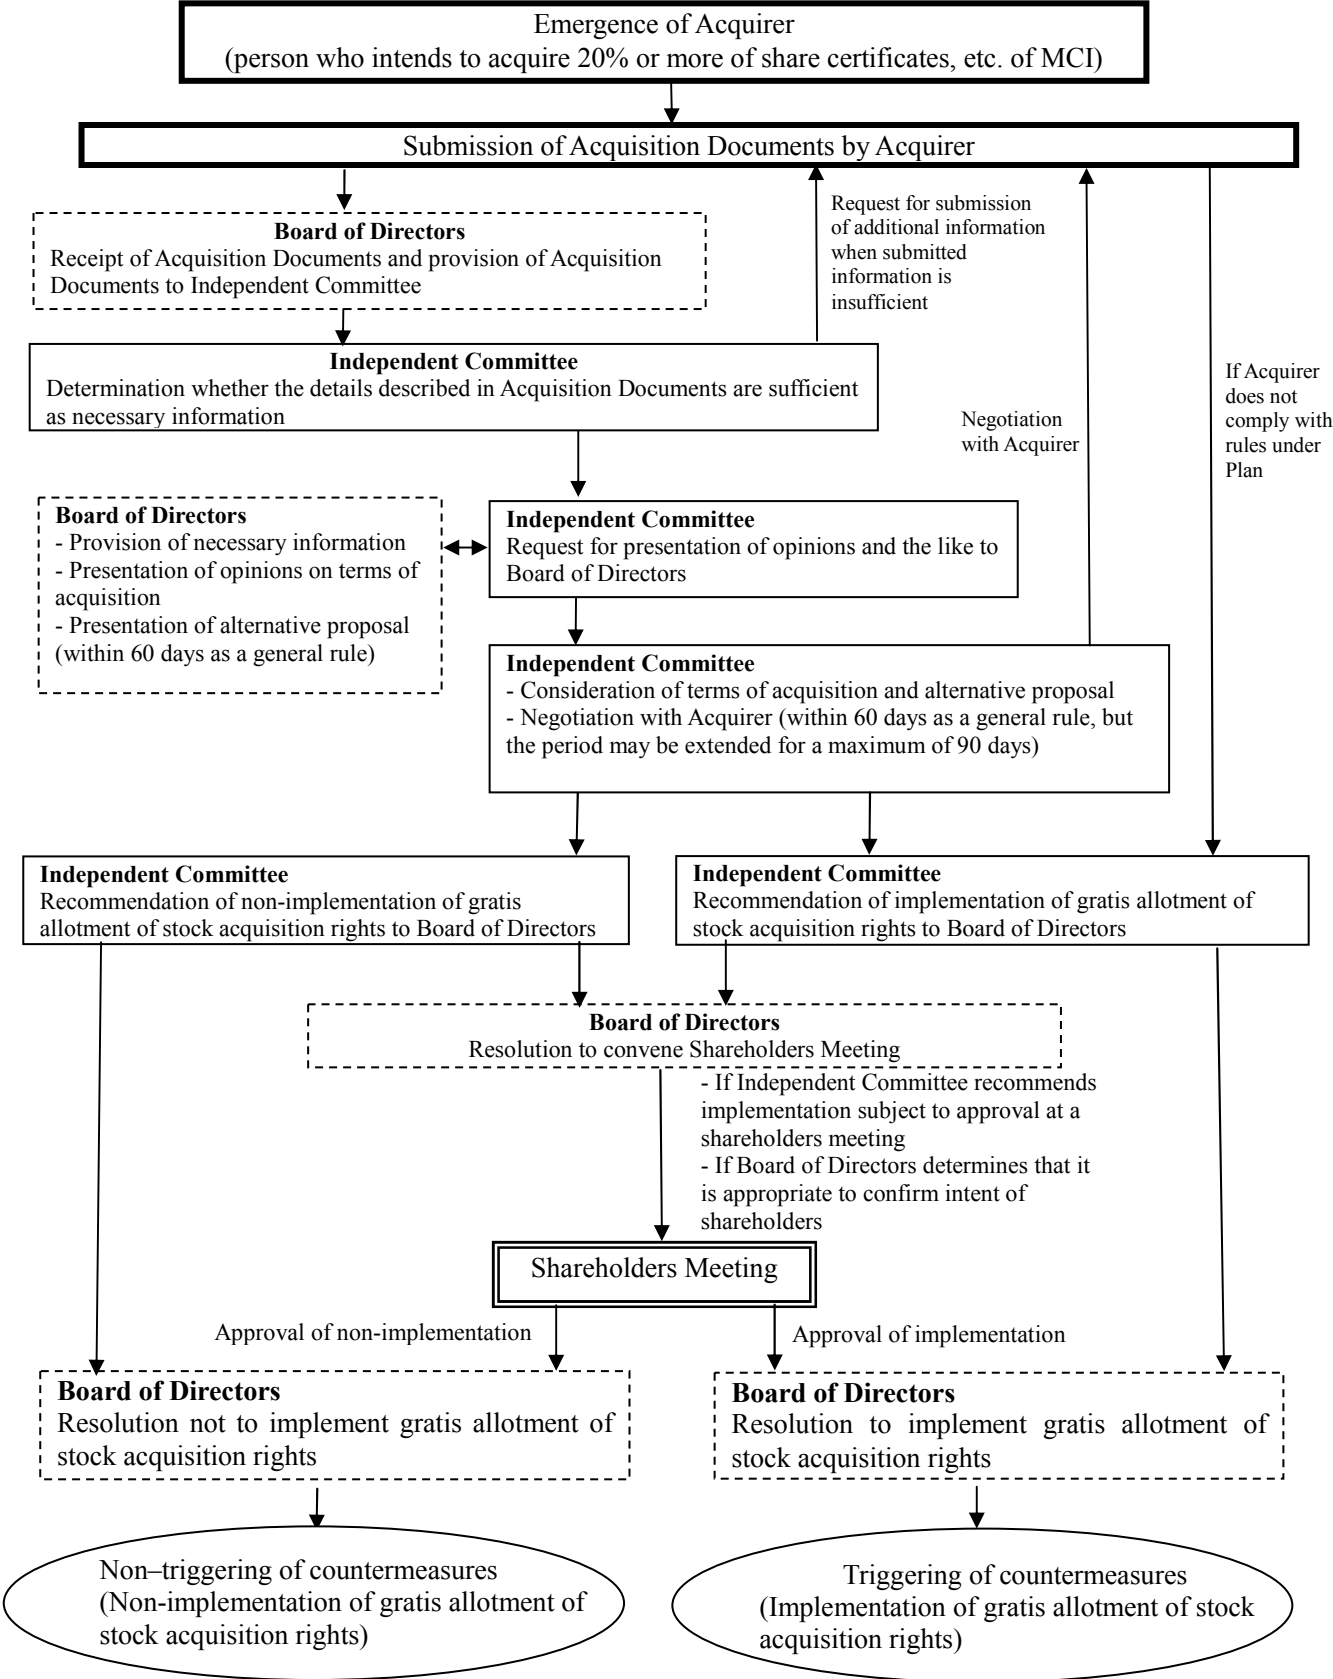 Emergence of Acquirer
(person who intends to acquire 20% or more of share certificates, etc. of MCI)
Submission of Acquisition Documents by Acquirer
Board of Directors
Receipt of Acquisition Documents and provision of Acquisition
Documents to Independent Committee
Request for submission
of additional information
when submitted
information is
insufficient
Independent Committee
Determination whether the details described in Acquisition Documents are sufficient
as necessary information
Negotiation
with Acquirer
If Acquirer
does not
comply with
rules under
Plan
Board of Directors
- Provision of necessary information
- Presentation of opinions on terms of
acquisition
- Presentation of alternative proposal
(within 60 days as a general rule)
Independent Committee
Request for presentation of opinions and the like to
Board of Directors
Independent Committee
- Consideration of terms of acquisition and alternative proposal
- Negotiation with Acquirer (within 60 days as a general rule, but
the period may be extended for a maximum of 90 days)
Independent Committee
Recommendation of non-implementation of gratis
allotment of stock acquisition rights to Board of Directors
Independent Committee
Recommendation of implementation of gratis allotment of
stock acquisition rights to Board of Directors
Board of Directors
Resolution to convene Shareholders Meeting
- If Independent Committee recommends
implementation subject to approval at a
shareholders meeting
- If Board of Directors determines that it
is appropriate to confirm intent of
shareholders
Shareholders Meeting
Approval of non-implementation
Approval of implementation
Board of Directors
Resolution not to implement gratis allotment of
stock acquisition rights
Board of Directors
Resolution to implement gratis allotment of
stock acquisition rights
Non–triggering of countermeasures
(Non-implementation of gratis allotment of
stock acquisition rights)
Triggering of countermeasures
(Implementation of gratis allotment of stock
acquisition rights)